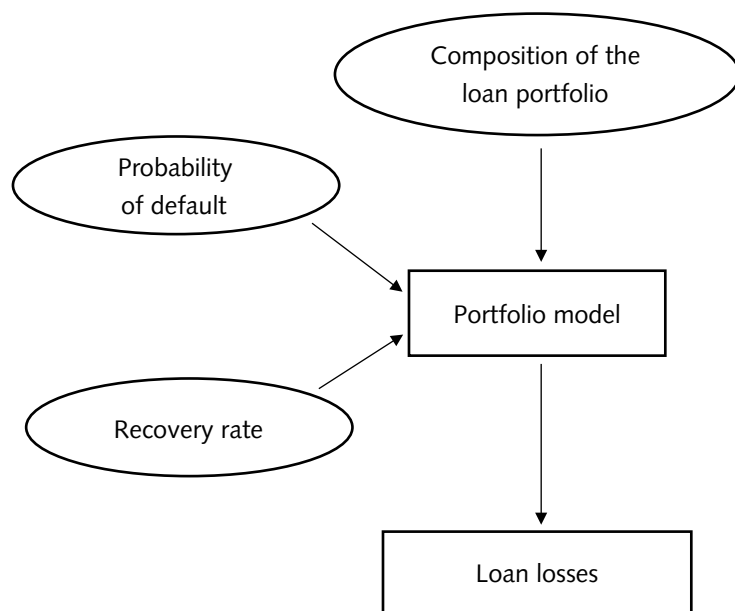 Composition of the
loan portfolio
Probability
of default
Portfolio model
Recovery rate
Loan losses